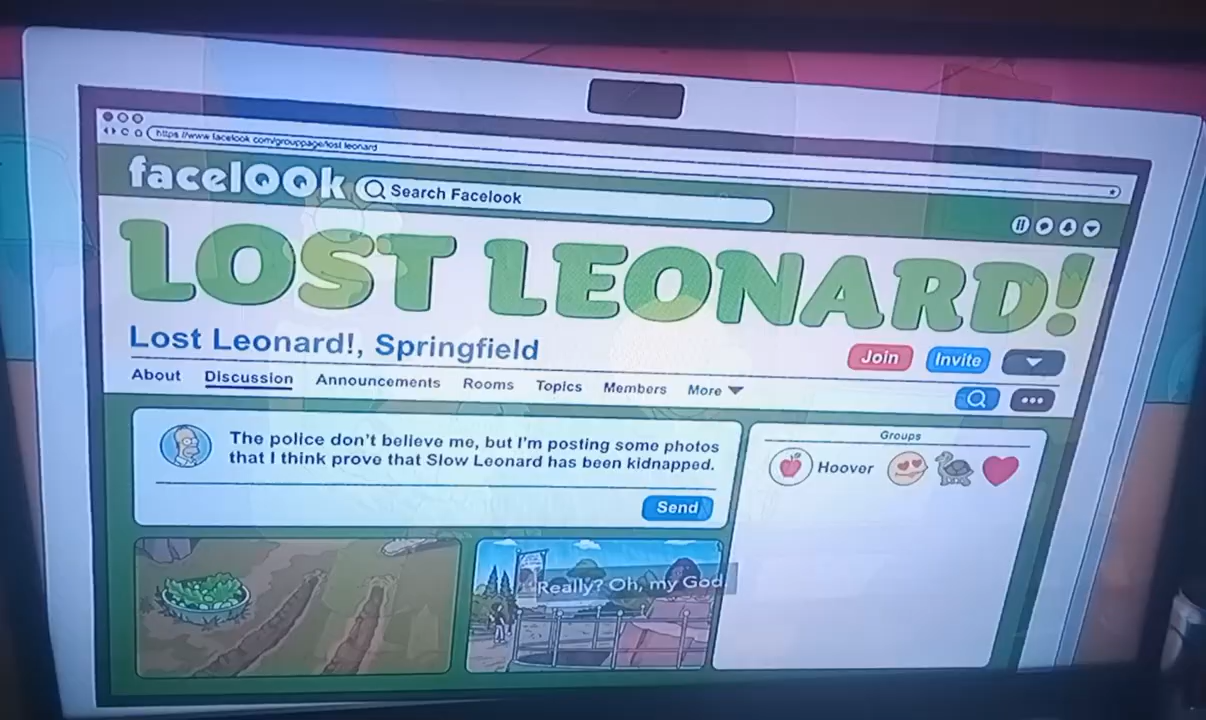 https://www.facelook.com/grouppage/lost leonard
facelook
Search Facelook
LOST LEONARD!
Lost Leonard!, Springfield
Join
Invite
About Discussion Announcements Rooms Topics Members More
The police don't believe me, but I'm posting some photos
that I think prove that Slow Leonard has been kidnapped.
Send
Groups
Hoover
Really? Oh, my God.